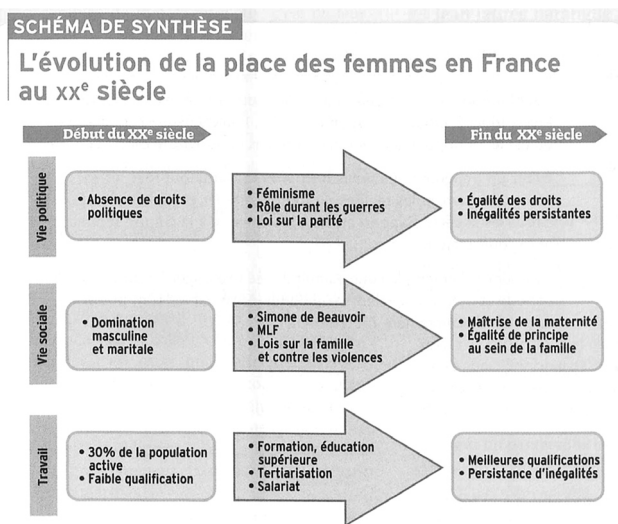 SCHÉMA DE SYNTHÈSE
L'évolution de la place des femmes en France
au XXe siècle
Début du XXe siècle
Fin du XXe siècle
Vie politique
• Absence de droits
politiques
• Féminisme
• Rôle durant les guerres
• Loi sur la parité
• Égalité des droits
• Inégalités persistantes
Vie sociale
• Domination
masculine
et maritale
• Simone de Beauvoir
• MLF
• Lois sur la famille
et contre les violences
• Maîtrise de la maternité
• Égalité de principe
au sein de la famille
Travail
• 30% de la population
active
• Faible qualification
• Formation, éducation
supérieure
• Tertiarisation
• Salariat
• Meilleures qualifications
• Persistance d'inégalités